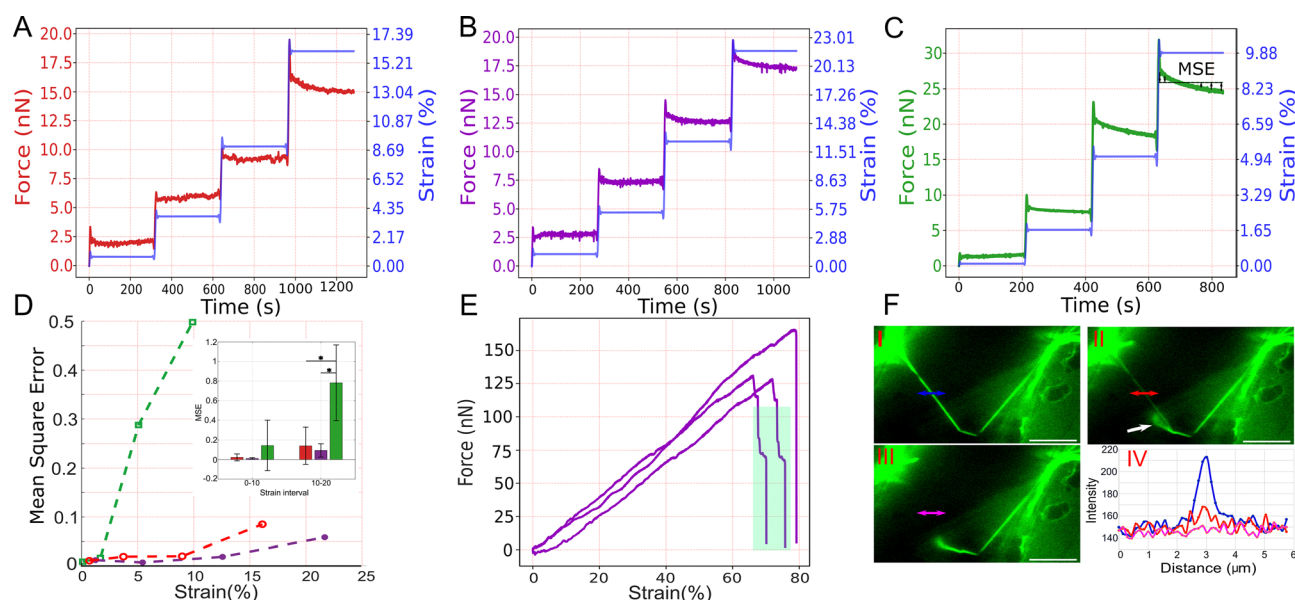 A
Force (nN)
20.0
17.5
15.0
12.5
10.0
7.5
5.0
2.5
0.0
17.39
15.21
13.04
10.87
8.69
6.52
4.35
2.17
0.00
Strain (%)
0 200 400 600 800 1000 1200
Time (s)
B
Force (nN)
20.0
17.5
15.0
12.5
10.0
7.5
5.0
2.5
0.0
23.01
20.13
17.26
14.38
11.51
8.63
5.75
2.88
0.00
Strain (%)
0 200 400 600 800 1000
Time (s)
C
Force (nN)
30
25
20
15
10
5
0
MSE
9.88
8.23
6.59
4.94
3.29
1.65
0.00
Strain (%)
0 200 400 600 800
Time (s)
D
Mean Square Error
0.5
0.4
0.3
0.2
0.1
0.05
0
0 5 10 15 20 25
Strain(%)
MSE
1.2
1
0.8
0.6
0.4
0.2
0
-0.2
*
*
0-10 10-20
Strain interval
E
Force (nN)
150
125
100
75
50
25
0
0 20 40 60 80
Strain(%)
F
I
II
III
IV
Intensity
220
200
180
160
140
0 1 2 3 4 5 6
Distance (μm)